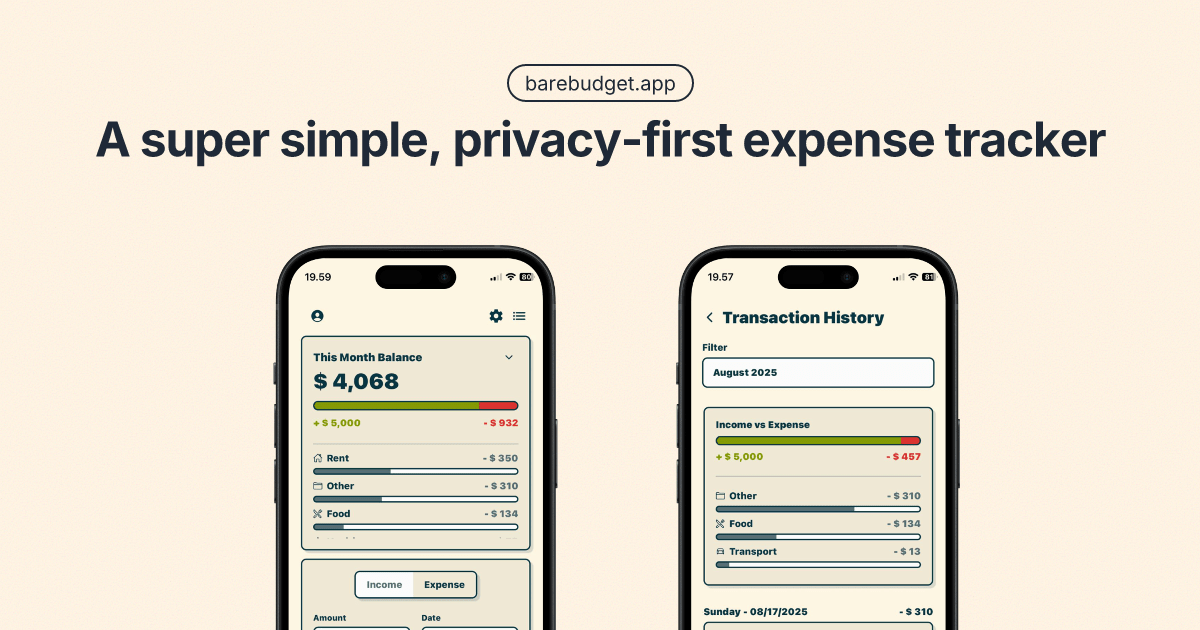 barebudget.app
A super simple, privacy-first expense tracker
19.59
80
This Month Balance
$ 4,068
+ $ 5,000 - $ 932
Rent - $ 350
Other - $ 310
Food - $ 134
Income Expense
Amount Date
19.57
81
Transaction History
Filter
August 2025
Income vs Expense
+ $ 5,000 - $ 457
Other - $ 310
Food - $ 134
Transport - $ 13
Sunday - 08/17/2025 - $ 310